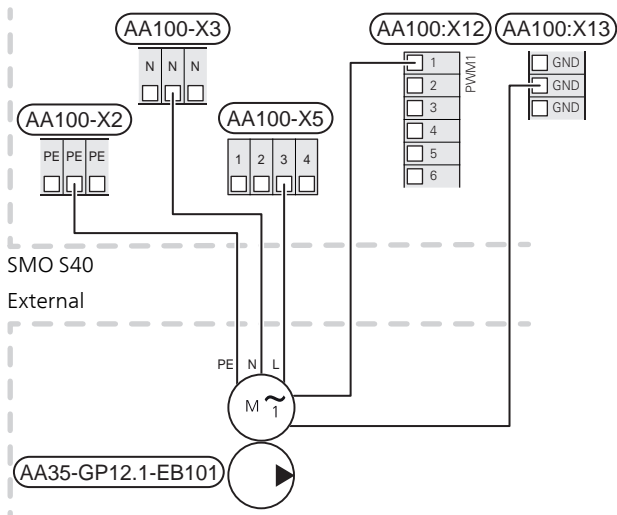 AA100-X3
N N N
AA100:X12
1
2
3
4
5
6
PWM1
AA100:X13
GND
GND
GND
AA100-X2
PE PE PE
AA100-X5
1 2 3 4
SMO S40
External
PE N L
M 1
AA35-GP12.1-EB101